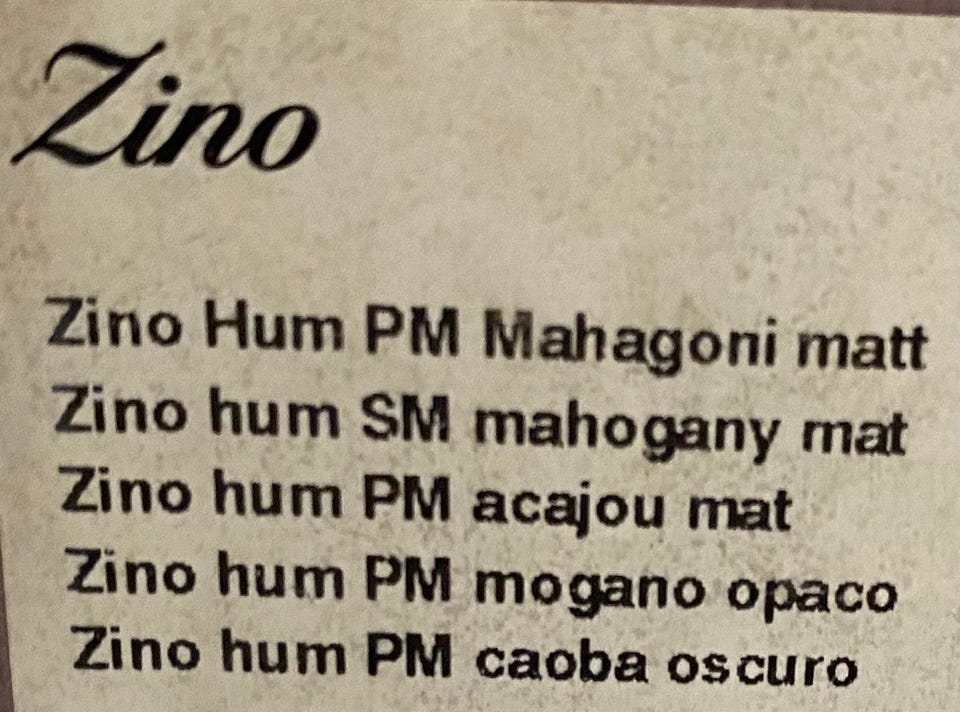 Zino
Zino Hum PM Mahagoni matt
Zino hum SM mahogany mat
Zino hum PM acajou mat
Zino hum PM mogano opaco
Zino hum PM caoba oscuro